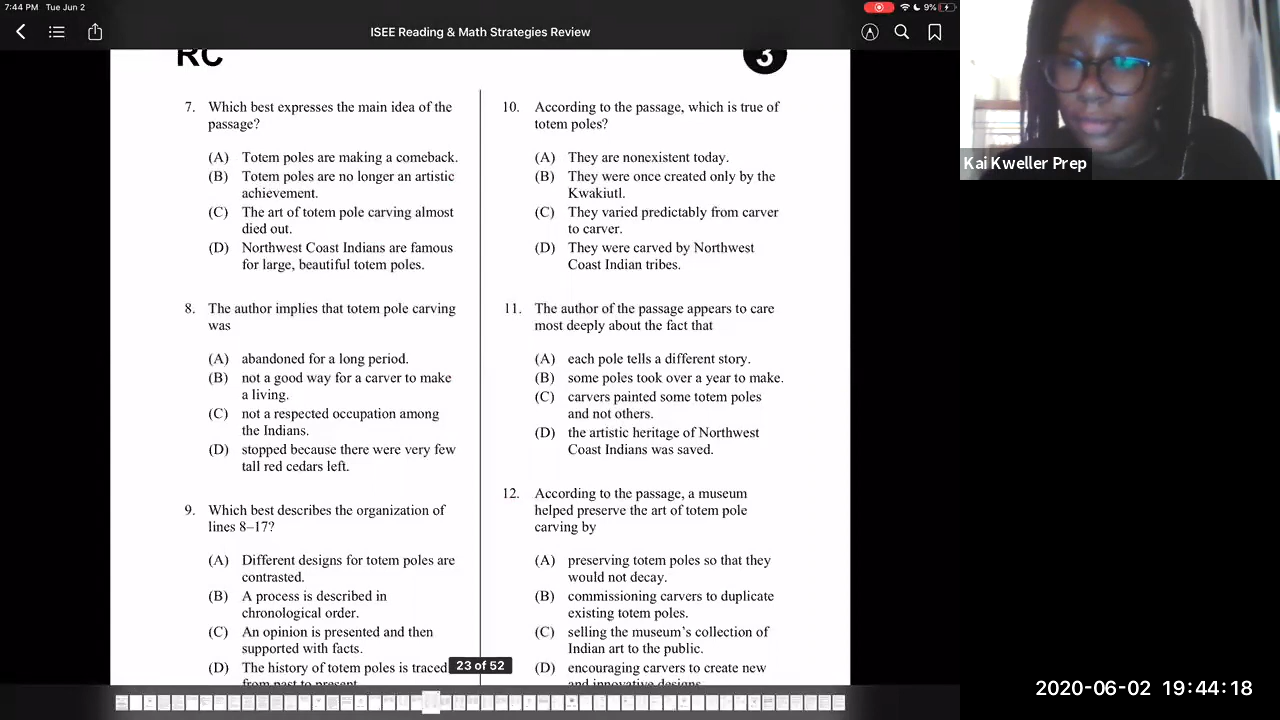 7:44 PM Tue Jun 2
9%
ISEE Reading & Math Strategies Review
RC
3
7. Which best expresses the main idea of the
passage?
(A) Totem poles are making a comeback.
(B) Totem poles are no longer an artistic
achievement.
(C) The art of totem pole carving almost
died out.
(D) Northwest Coast Indians are famous
for large, beautiful totem poles.
8. The author implies that totem pole carving
was
(A) abandoned for a long period.
(B) not a good way for a carver to make
a living.
(C) not a respected occupation among
the Indians.
(D) stopped because there were very few
tall red cedars left.
9. Which best describes the organization of
lines 8–17?
(A) Different designs for totem poles are
contrasted.
(B) A process is described in
chronological order.
(C) An opinion is presented and then
supported with facts.
(D) The history of totem poles is traced
from past to present.
10. According to the passage, which is true of
totem poles?
(A) They are nonexistent today.
(B) They were once created only by the
Kwakiutl.
(C) They varied predictably from carver
to carver.
(D) They were carved by Northwest
Coast Indian tribes.
11. The author of the passage appears to care
most deeply about the fact that
(A) each pole tells a different story.
(B) some poles took over a year to make.
(C) carvers painted some totem poles
and not others.
(D) the artistic heritage of Northwest
Coast Indians was saved.
12. According to the passage, a museum
helped preserve the art of totem pole
carving by
(A) preserving totem poles so that they
would not decay.
(B) commissioning carvers to duplicate
existing totem poles.
(C) selling the museum's collection of
Indian art to the public.
(D) encouraging carvers to create new
and innovative designs.
23 of 52
Kai Kweller Prep
2020-06-02 19:44:18